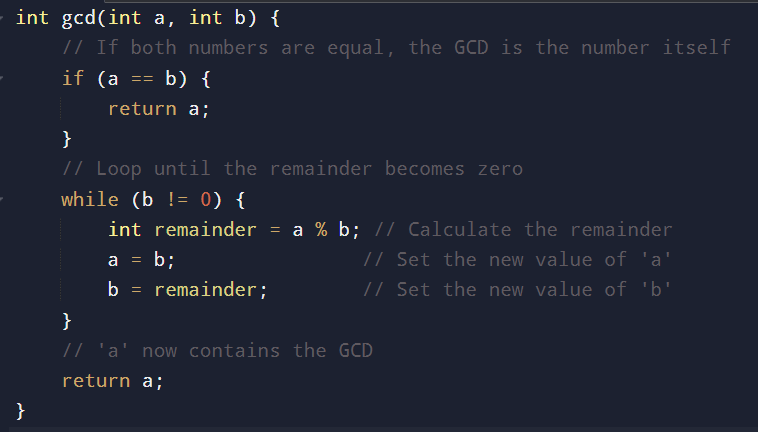 int gcd(int a, int b) {
    // If both numbers are equal, the GCD is the number itself
    if (a == b) {
        return a;
    }
    // Loop until the remainder becomes zero
    while (b != 0) {
        int remainder = a % b; // Calculate the remainder
        a = b;                // Set the new value of 'a'
        b = remainder;        // Set the new value of 'b'
    }
    // 'a' now contains the GCD
    return a;
}